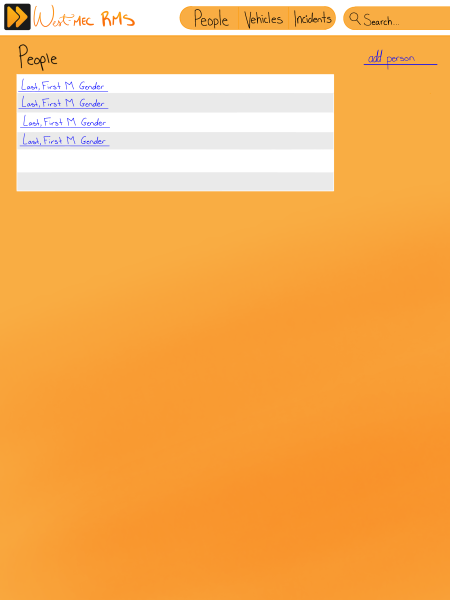 WestMEC RMS
People Vehicles Incidents
Search...
People
add person
Last, First M Gender
Last, First M Gender
Last, First M Gender
Last, First M Gender